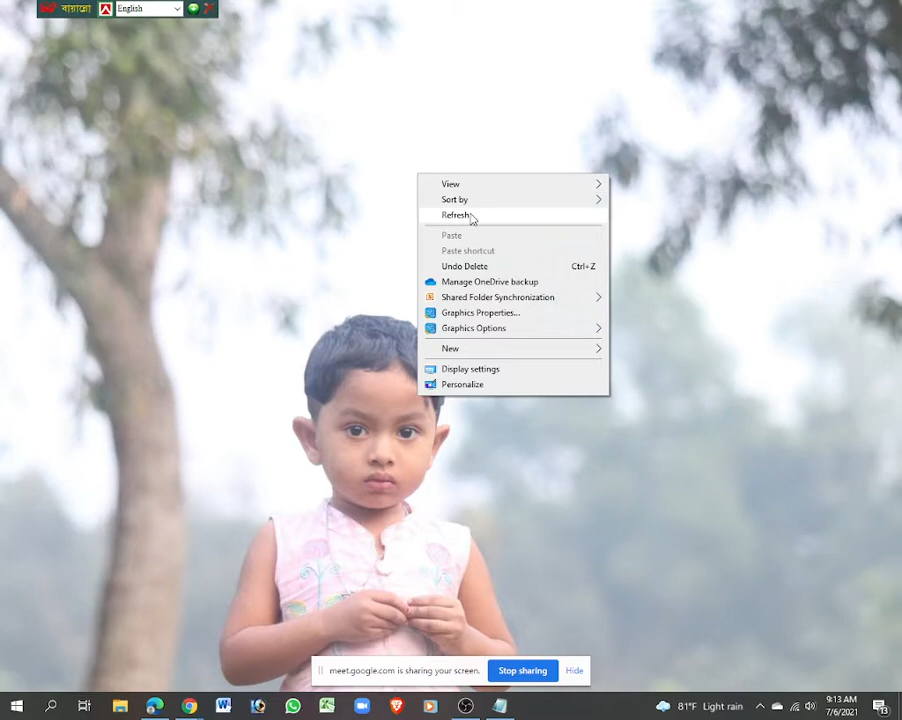 বায়ান্নো English
View
Sort by
Refresh
Paste
Paste shortcut
Undo Delete Ctrl+Z
Manage OneDrive backup
Shared Folder Synchronization
Graphics Properties...
Graphics Options
New
Display settings
Personalize
meet.google.com is sharing your screen. Stop sharing Hide
81°F Light rain
9:13 AM
7/6/2021
13